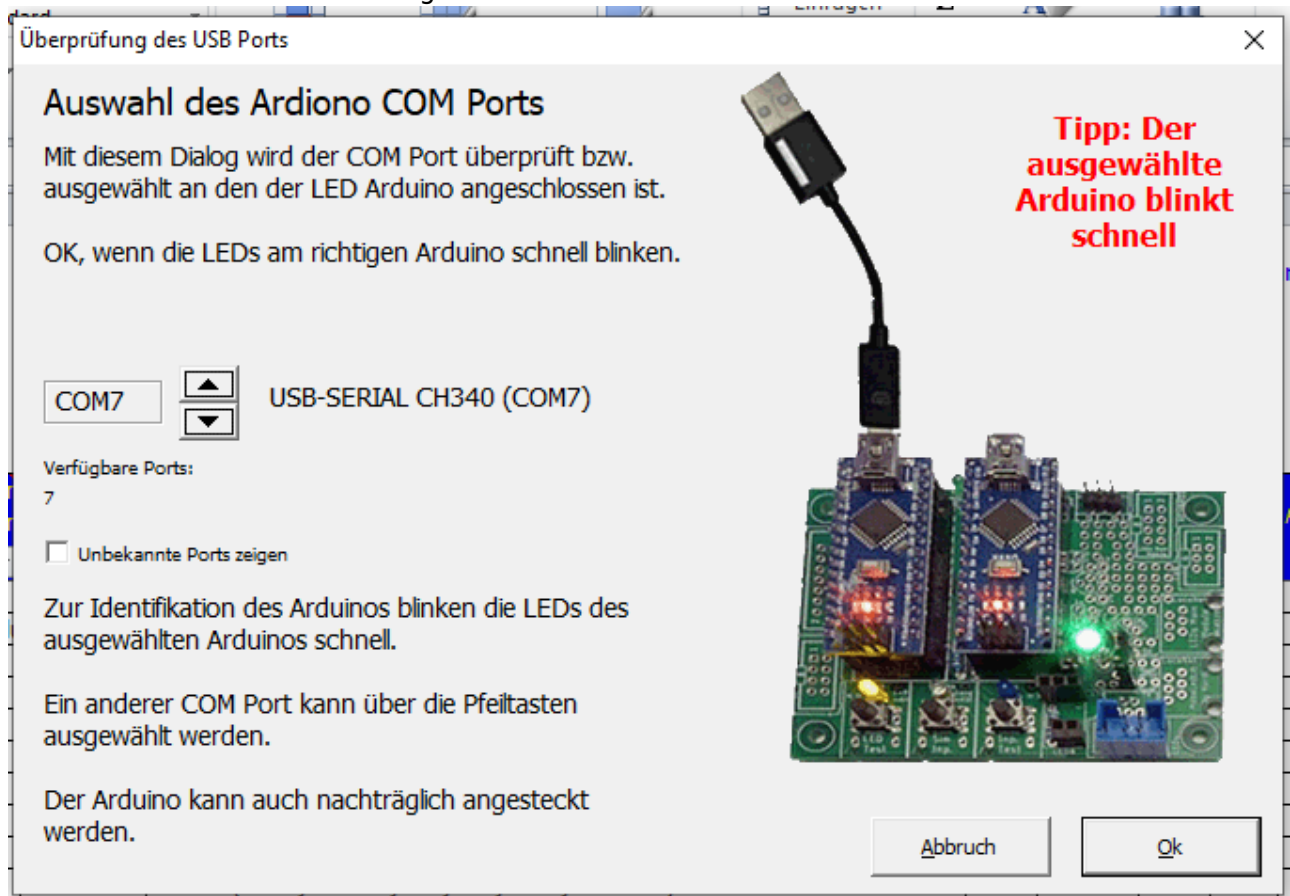 Überprüfung des USB Ports
Auswahl des Ardiono COM Ports
Mit diesem Dialog wird der COM Port überprüft bzw.
ausgewählt an den der LED Arduino angeschlossen ist.
OK, wenn die LEDs am richtigen Arduino schnell blinken.
Tipp: Der
ausgewählte
Arduino blinkt
schnell
COM7
USB-SERIAL CH340 (COM7)
Verfügbare Ports:
7
Unbekannte Ports zeigen
Zur Identifikation des Arduinos blinken die LEDs des
ausgewählten Arduinos schnell.
Ein anderer COM Port kann über die Pfeiltasten
ausgewählt werden.
Der Arduino kann auch nachträglich angesteckt
werden.
LED
Test
Test
Abbruch
Ok